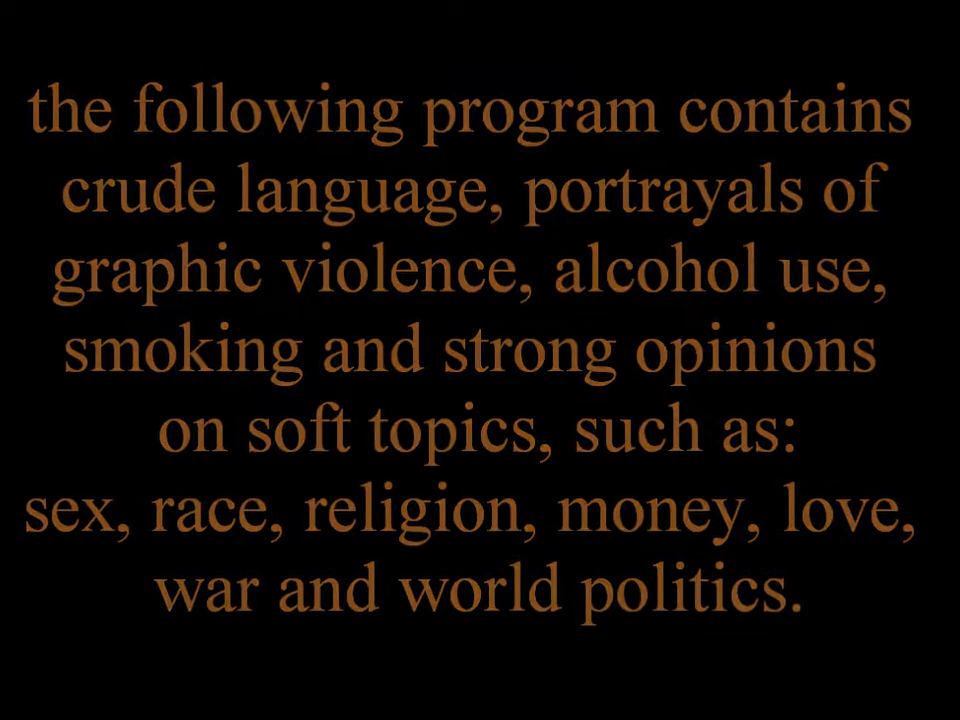 the following program contains
crude language, portrayals of
graphic violence, alcohol use,
smoking and strong opinions
on soft topics, such as:
sex, race, religion, money, love,
war and world politics.